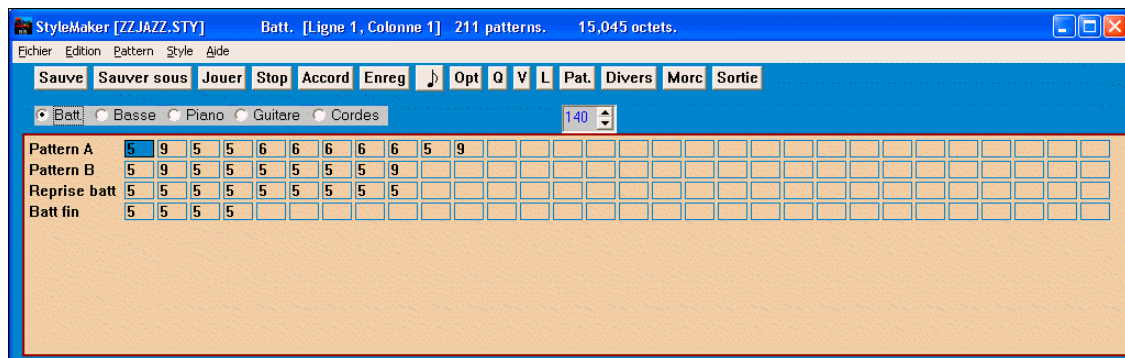 StyleMaker [ZZJAZZ.STY] Batt. [Ligne 1, Colonne 1] 211 patterns. 15,045 octets.
Fichier Edition Pattern Style Aide
Sauve Sauver sous Jouer Stop Accord Enreg ♪ Opt Q V L Pat. Divers Morc Sortie
Batt. Basse Piano Guitare Cordes 140
Pattern A 5 9 5 5 6 6 6 6 6 5 9
Pattern B 5 9 5 5 5 5 5 5 9
Reprise batt 5 5 5 5 5 5 5 5 5
Batt fin 5 5 5 5